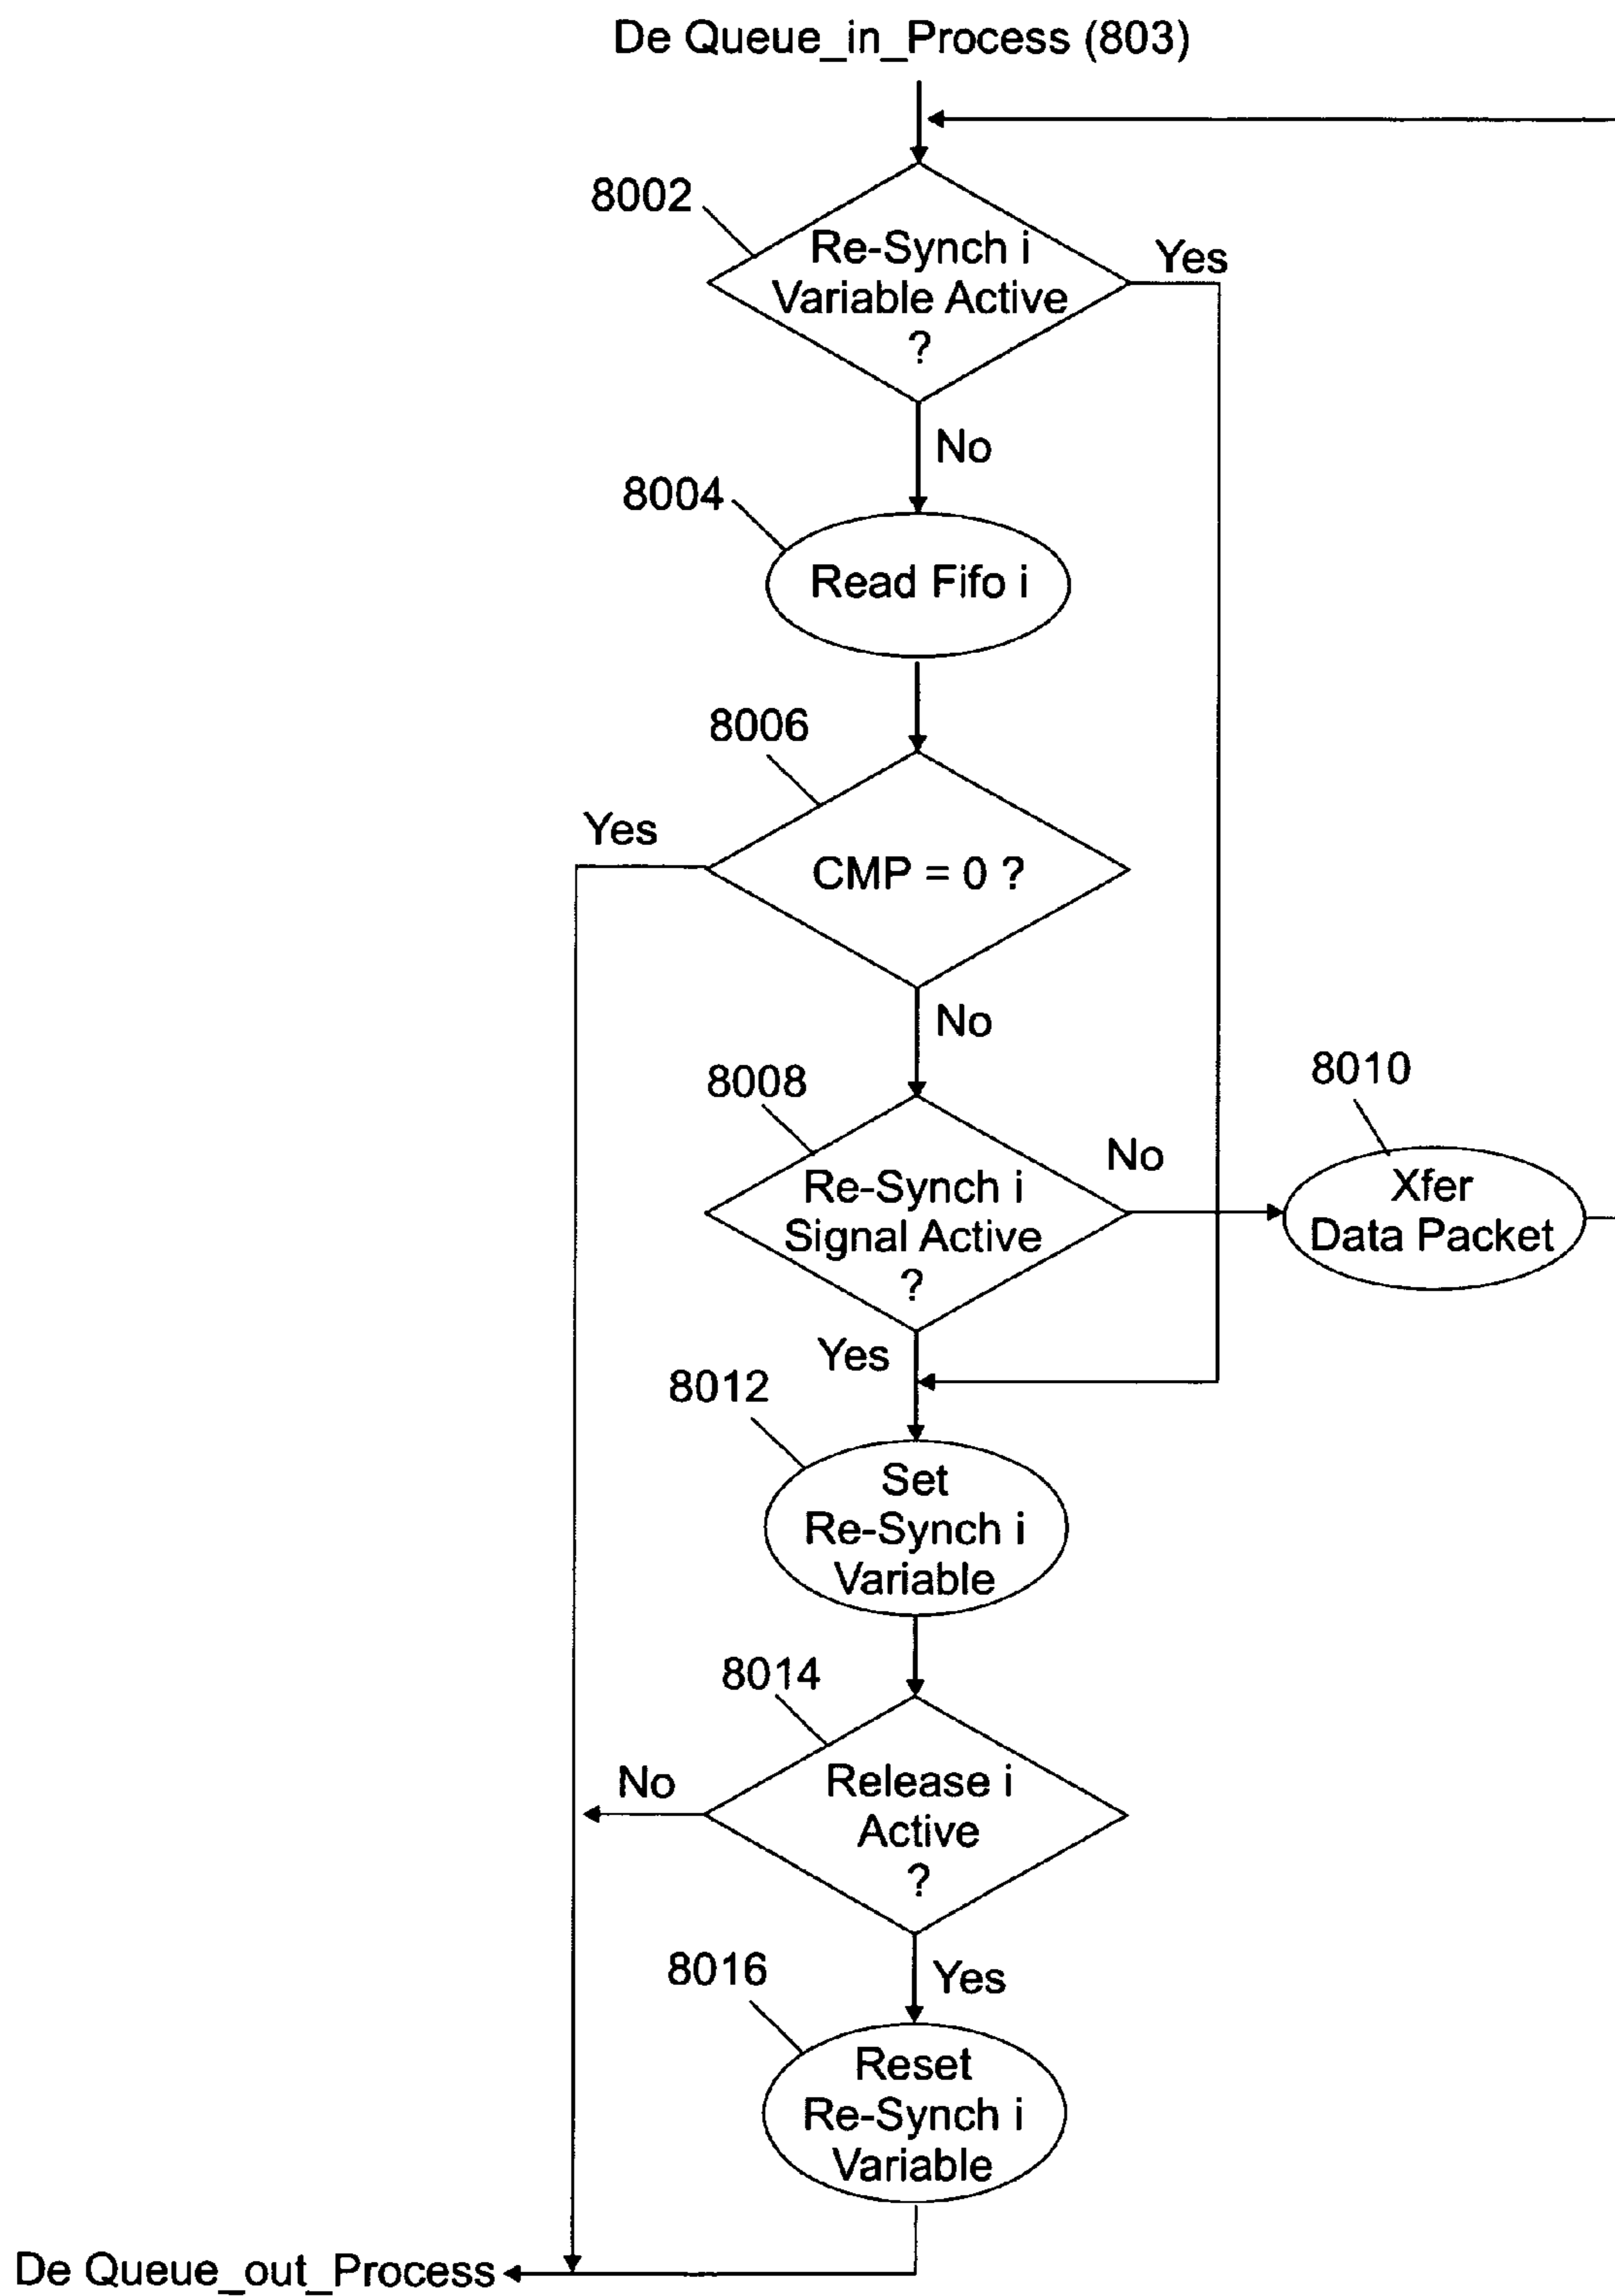 De Queue_in_Process (803)
8002
Re-Synch i
Variable Active
?
Yes
No
8004
Read Fifo i
8006
Yes
CMP = 0 ?
No
8008
Re-Synch i
Signal Active
?
No
8010
Xfer
Data Packet
Yes
8012
Set
Re-Synch i
Variable
8014
No
Release i
Active
?
8016
Yes
Reset
Re-Synch i
Variable
De Queue_out_Process